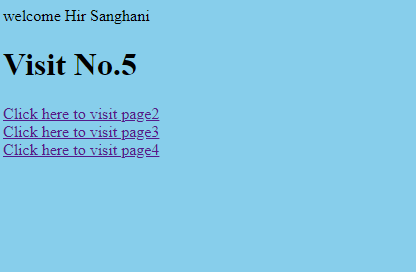 welcome Hir Sanghani
Visit No.5
Click here to visit page2
Click here to visit page3
Click here to visit page4